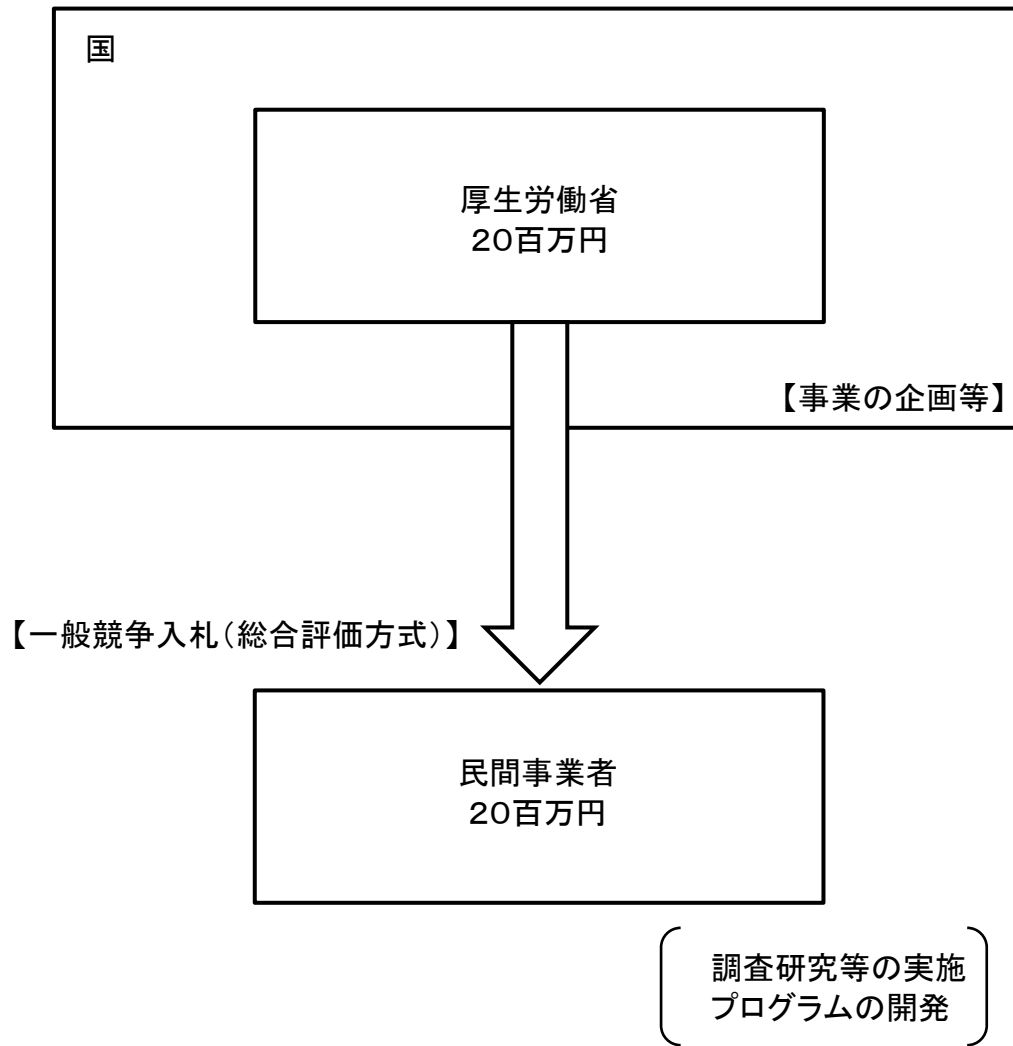 国
厚生労働省
２０百万円
【事業の企画等】
【一般競争入札（総合評価方式）】
民間事業者
２０百万円
調査研究等の実施
プログラムの開発